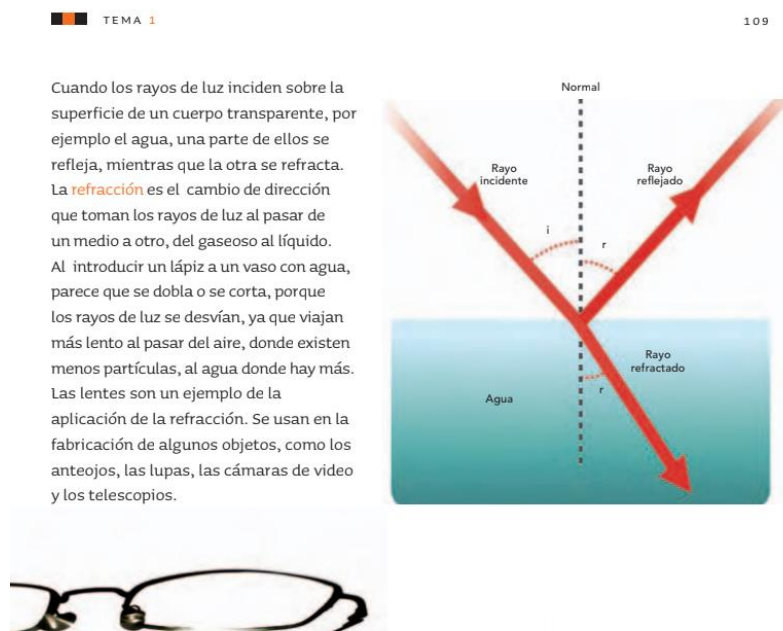 TEMA 1
109
Cuando los rayos de luz inciden sobre la
superficie de un cuerpo transparente, por
ejemplo el agua, una parte de ellos se
refleja, mientras que la otra se refracta.
La refracción es el cambio de dirección
que toman los rayos de luz al pasar de
un medio a otro, del gaseoso al líquido.
Al introducir un lápiz a un vaso con agua,
parece que se dobla o se corta, porque
los rayos de luz se desvían, ya que viajan
más lento al pasar del aire, donde existen
menos partículas, al agua donde hay más.
Las lentes son un ejemplo de la
aplicación de la refracción. Se usan en la
fabricación de algunos objetos, como los
anteojos, las lupas, las cámaras de video
y los telescopios.
Normal
Rayo
incidente
Rayo
reflejado
i
r
Rayo
refractado
Agua
r